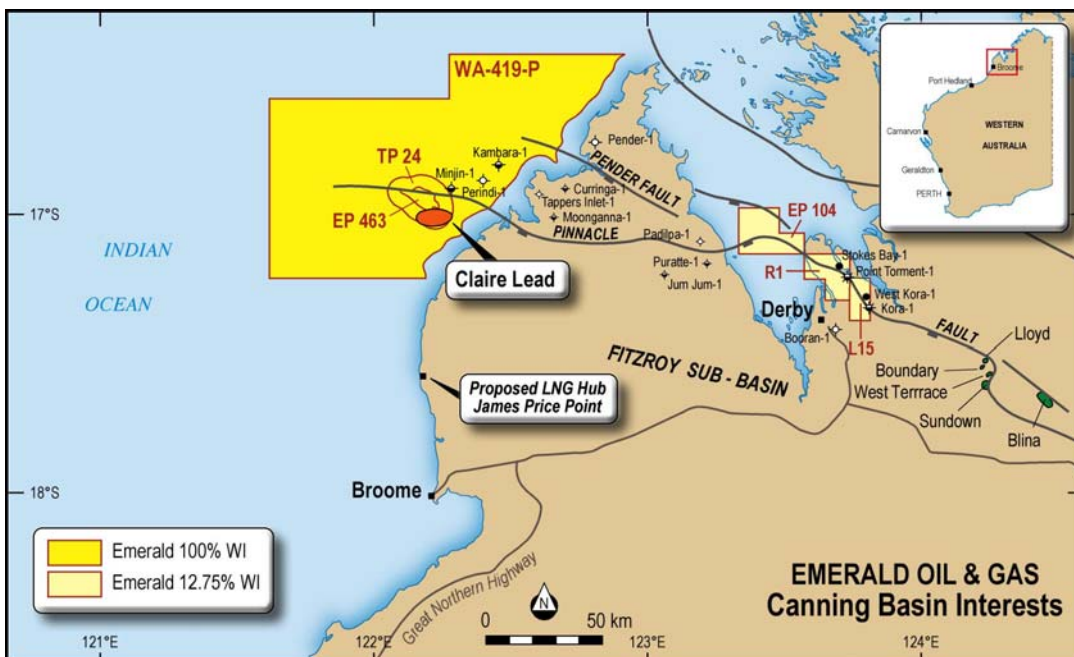 WA-419-P
TP 24
EP 463
Minjin-1
Kambara-1
Perindi-1
Pender-1
PENDER FAULT
Curringa-1
Tappers Inlet-1
Moonganna-1
PINNACLE
Padilpa-1
Puratte-1
Jum Jum-1
EP 104
Stokes Bay-1
R1
Point Torment-1
West Kora-1
Kora-1
Derby
L15
Booran-1
FAULT
Lloyd
Boundary
West Terrrace
Sundown
Blina
Claire Lead
FITZROY SUB - BASIN
Proposed LNG Hub
James Price Point
Broome
INDIAN
OCEAN
17°S
18°S
Great Northern Highway
Broome
Port Hedland
WESTERN
AUSTRALIA
Carnarvon
Geraldton
PERTH
Emerald 100% WI
Emerald 12.75% WI
N
0 50 km
EMERALD OIL & GAS
Canning Basin Interests
121°E
122°E
123°E
124°E